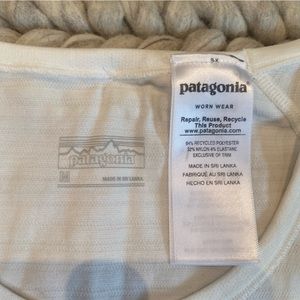 patagonia
M
MADE IN SRI LANKA
patagonia
WORN WEAR
Repair, Reuse, Recycle
This Product
www.patagonia.com
64% RECYCLED POLYESTER
32% NYLON 4% ELASTANE
EXCLUSIVE OF TRIM
MADE IN SRI LANKA
FABRIQUÉ AU SRI LANKA
HECHO EN SRI LANKA